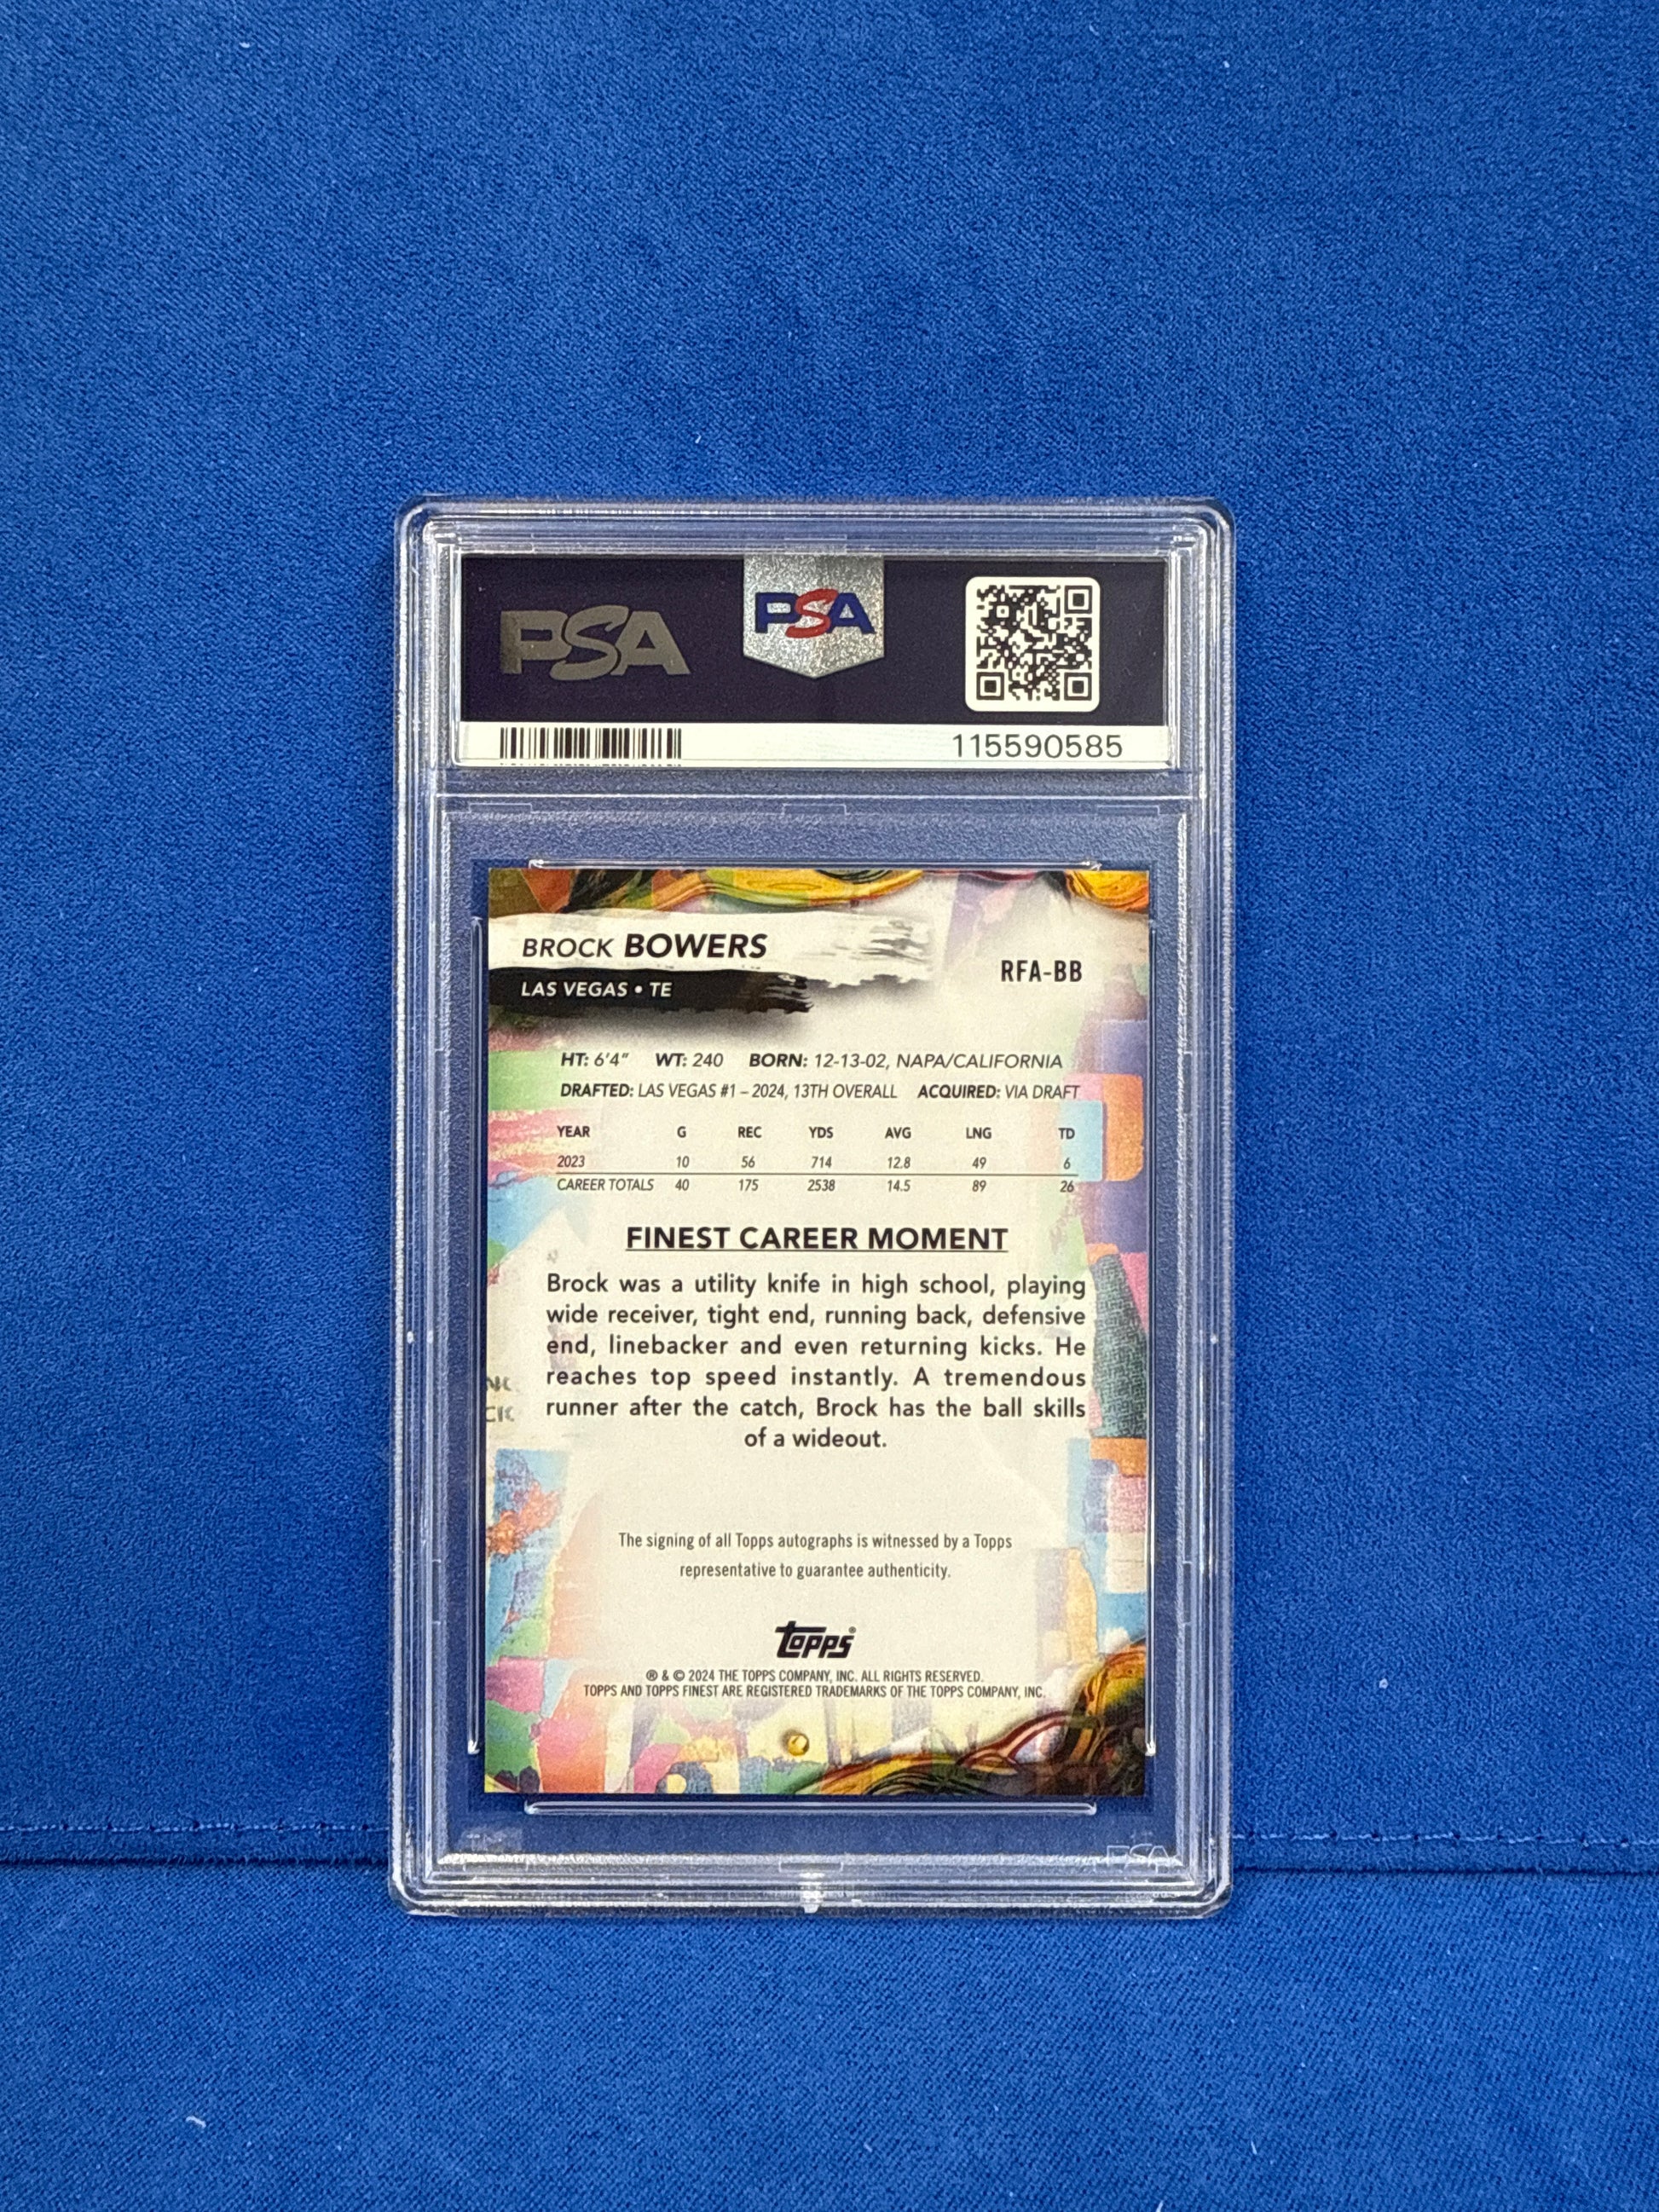 PSA
PSA
115590585
BROCK BOWERS
RFA-BB
LAS VEGAS • TE
HT: 6'4" WT: 240 BORN: 12-13-02, NAPA/CALIFORNIA
DRAFTED: LAS VEGAS #1 – 2024, 13TH OVERALL ACQUIRED: VIA DRAFT
YEAR G REC YDS AVG LNG TD
2023 10 56 714 12.8 49 6
CAREER TOTALS 40 175 2538 14.5 89 26
FINEST CAREER MOMENT
Brock was a utility knife in high school, playing
wide receiver, tight end, running back, defensive
end, linebacker and even returning kicks. He
reaches top speed instantly. A tremendous
runner after the catch, Brock has the ball skills
of a wideout.
The signing of all Topps autographs is witnessed by a Topps
representative to guarantee authenticity.
topps®
® & © 2024 THE TOPPS COMPANY, INC. ALL RIGHTS RESERVED.
TOPPS AND TOPPS FINEST ARE REGISTERED TRADEMARKS OF THE TOPPS COMPANY, INC.
PSA